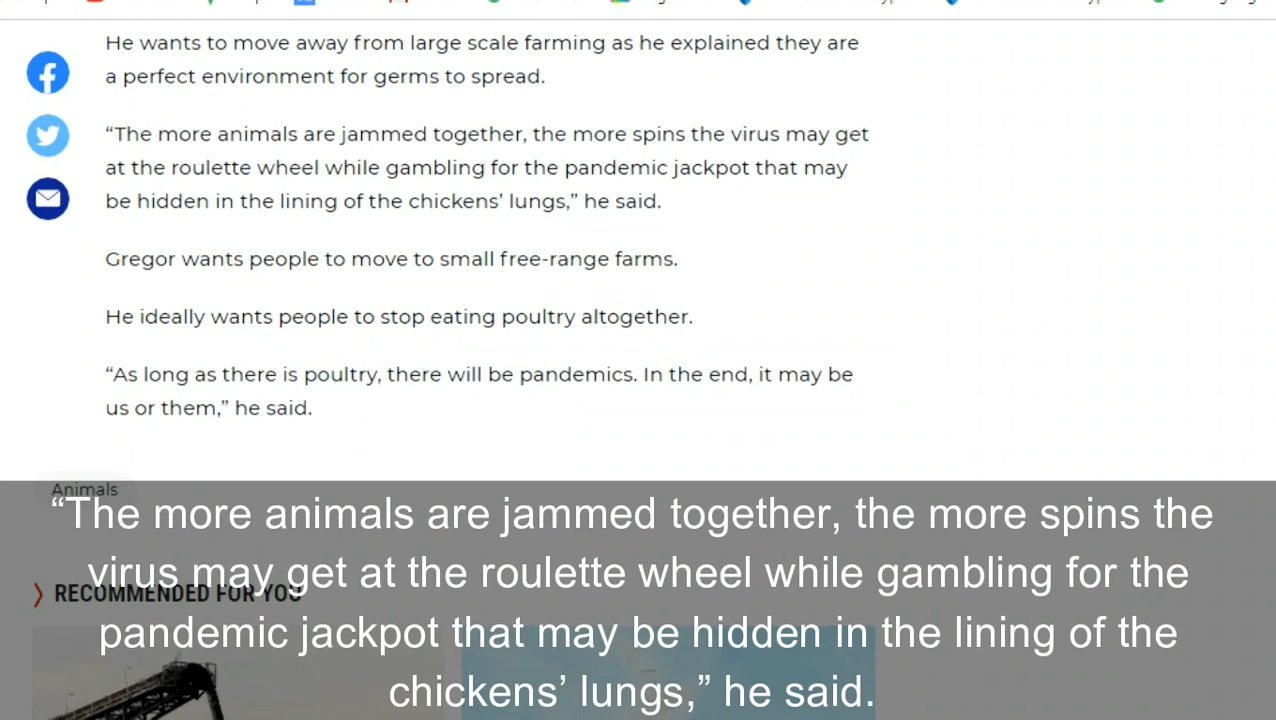 He wants to move away from large scale farming as he explained they are
a perfect environment for germs to spread.
“The more animals are jammed together, the more spins the virus may get
at the roulette wheel while gambling for the pandemic jackpot that may
be hidden in the lining of the chickens’ lungs,” he said.
Gregor wants people to move to small free-range farms.
He ideally wants people to stop eating poultry altogether.
“As long as there is poultry, there will be pandemics. In the end, it may be
us or them,” he said.
Animals
“The more animals are jammed together, the more spins the
virus may get at the roulette wheel while gambling for the
RECOMMENDED FOR YOU
pandemic jackpot that may be hidden in the lining of the
chickens’ lungs,” he said.